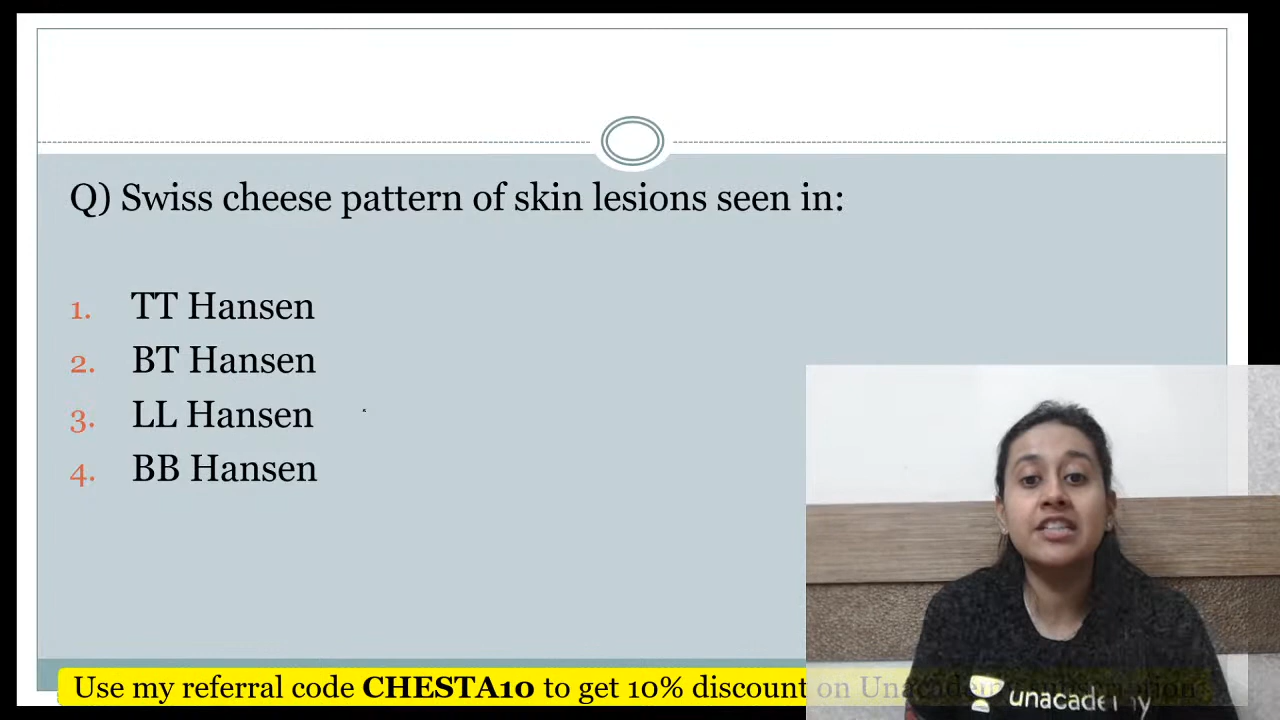 Q) Swiss cheese pattern of skin lesions seen in:
1. TT Hansen
2. BT Hansen
3. LL Hansen
4. BB Hansen
Use my referral code CHESTA10 to get 10% discount on Unacademy
unacademy